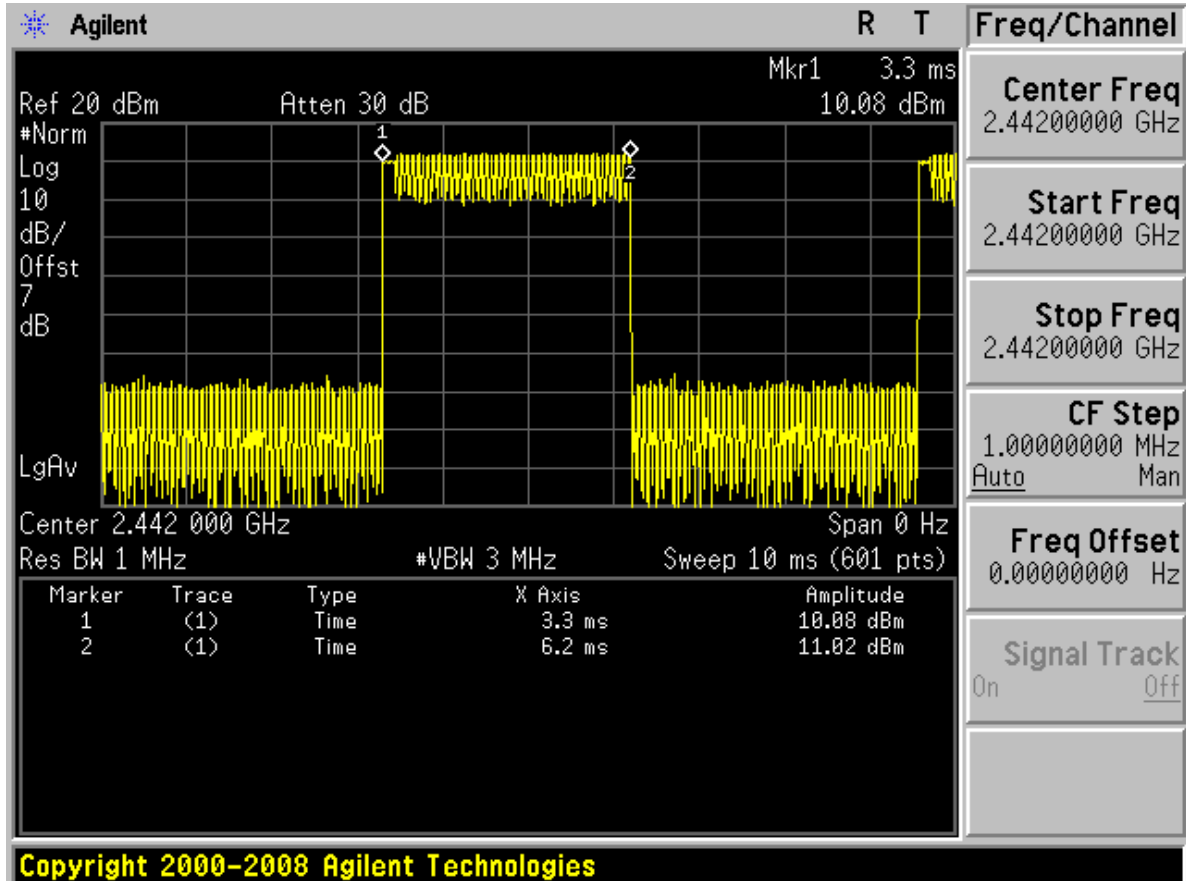 Agilent
R T
Freq/Channel
Mkr1 3.3 ms
Ref 20 dBm Atten 30 dB 10.08 dBm
#Norm
Log
10
dB/
Offst
7
dB
LgAv
1
2
Center 2.442 000 GHz Span 0 Hz
Res BW 1 MHz #VBW 3 MHz Sweep 10 ms (601 pts)
Marker Trace Type X Axis Amplitude
1 (1) Time 3.3 ms 10.08 dBm
2 (1) Time 6.2 ms 11.02 dBm
Center Freq
2.44200000 GHz
Start Freq
2.44200000 GHz
Stop Freq
2.44200000 GHz
CF Step
1.00000000 MHz
Auto Man
Freq Offset
0.00000000 Hz
Signal Track
On Off
Copyright 2000-2008 Agilent Technologies